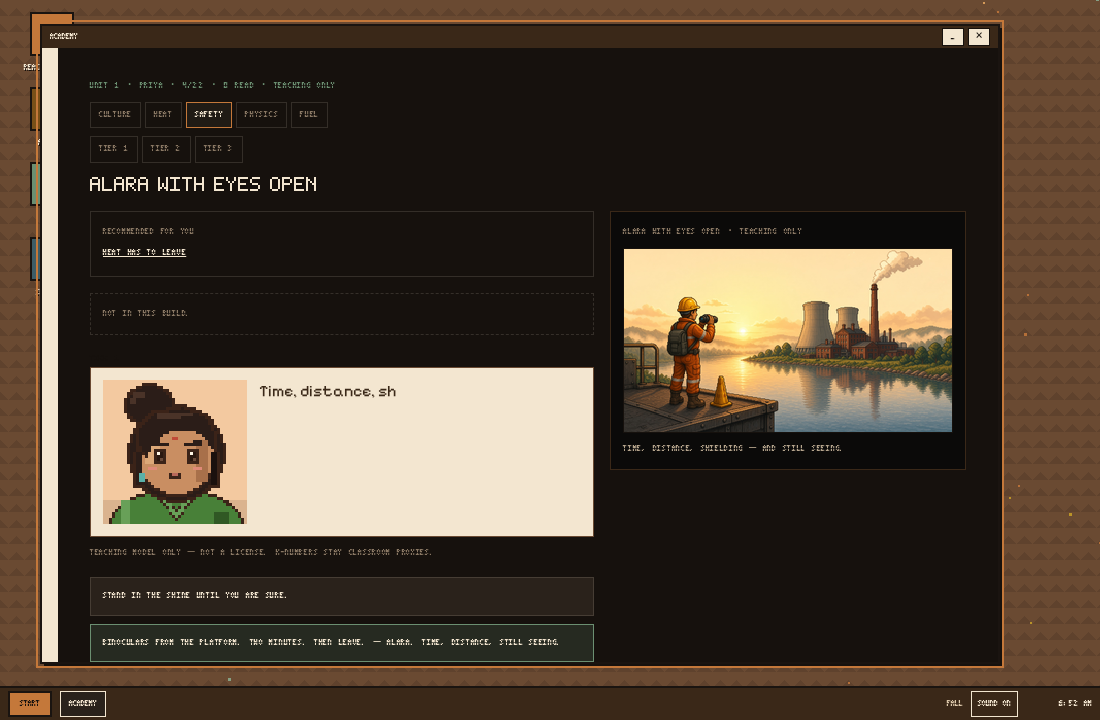 ACADEMY
UNIT 1 • PRIYA • 4/22 • READ • TEACHING ONLY
CULTURE HEAT SAFETY PHYSICS FUEL
TIER 1 TIER 2 TIER 3
ALARA WITH EYES OPEN
RECOMMENDED FOR YOU
HEAT HAS TO LEAVE
NOT IN THIS BUILD.
Time, distance, sh
TEACHING MODEL ONLY — NOT A LICENSE. K-NUMBERS STAY CLASSROOM PROXIES.
STAND IN THE SHINE UNTIL YOU ARE SURE.
BINOCULARS FROM THE PLATFORM. TWO MINUTES. THEN LEAVE. — ALARA. TIME, DISTANCE, STILL SEEING.
ALARA WITH EYES OPEN • TEACHING ONLY
TIME, DISTANCE, SHIELDING — AND STILL SEEING.
START ACADEMY FALL SOUND ON 6:52 AM